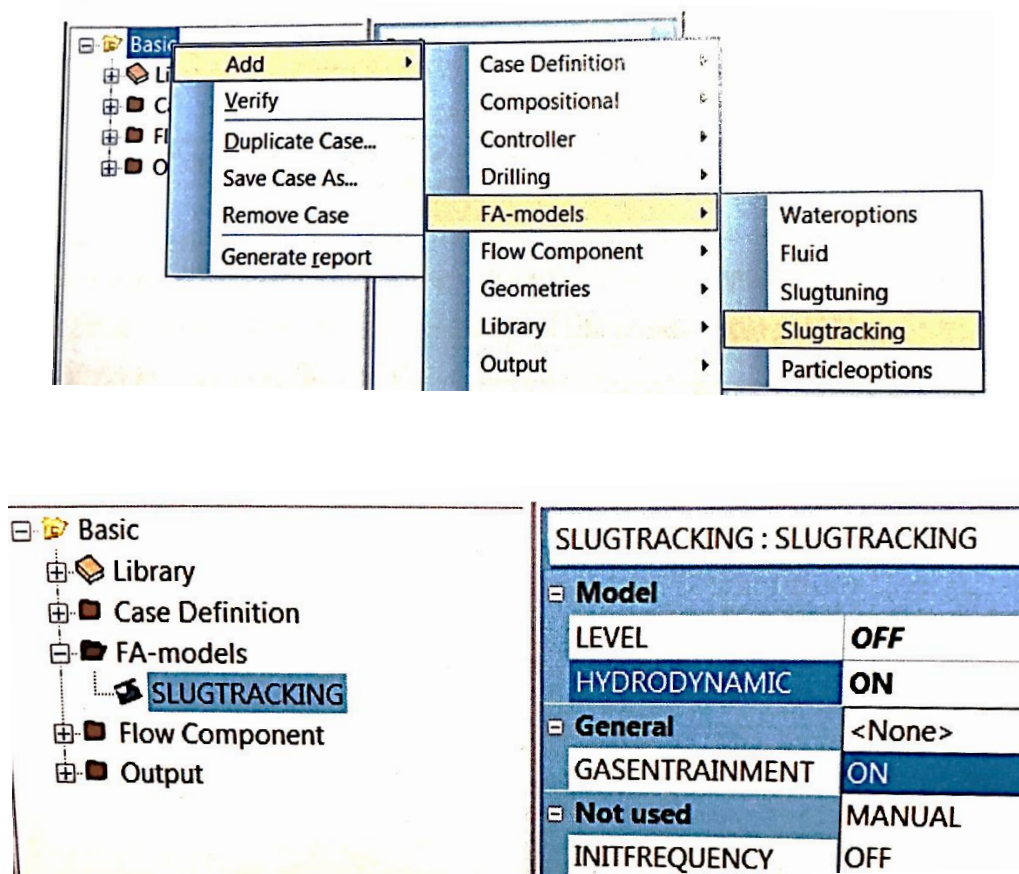 Basic
Add
Verify
Duplicate Case...
Save Case As...
Remove Case
Generate report
Case Definition
Compositional
Controller
Drilling
FA-models
Flow Component
Geometries
Library
Output
Wateroptions
Fluid
Slugtuning
Slugtracking
Particleoptions
Basic
Library
Case Definition
FA-models
SLUGTRACKING
Flow Component
Output
SLUGTRACKING : SLUGTRACKING
Model
LEVEL OFF
HYDRODYNAMIC ON
General <None>
GASENTRAINMENT ON
Not used MANUAL
INITFREQUENCY OFF